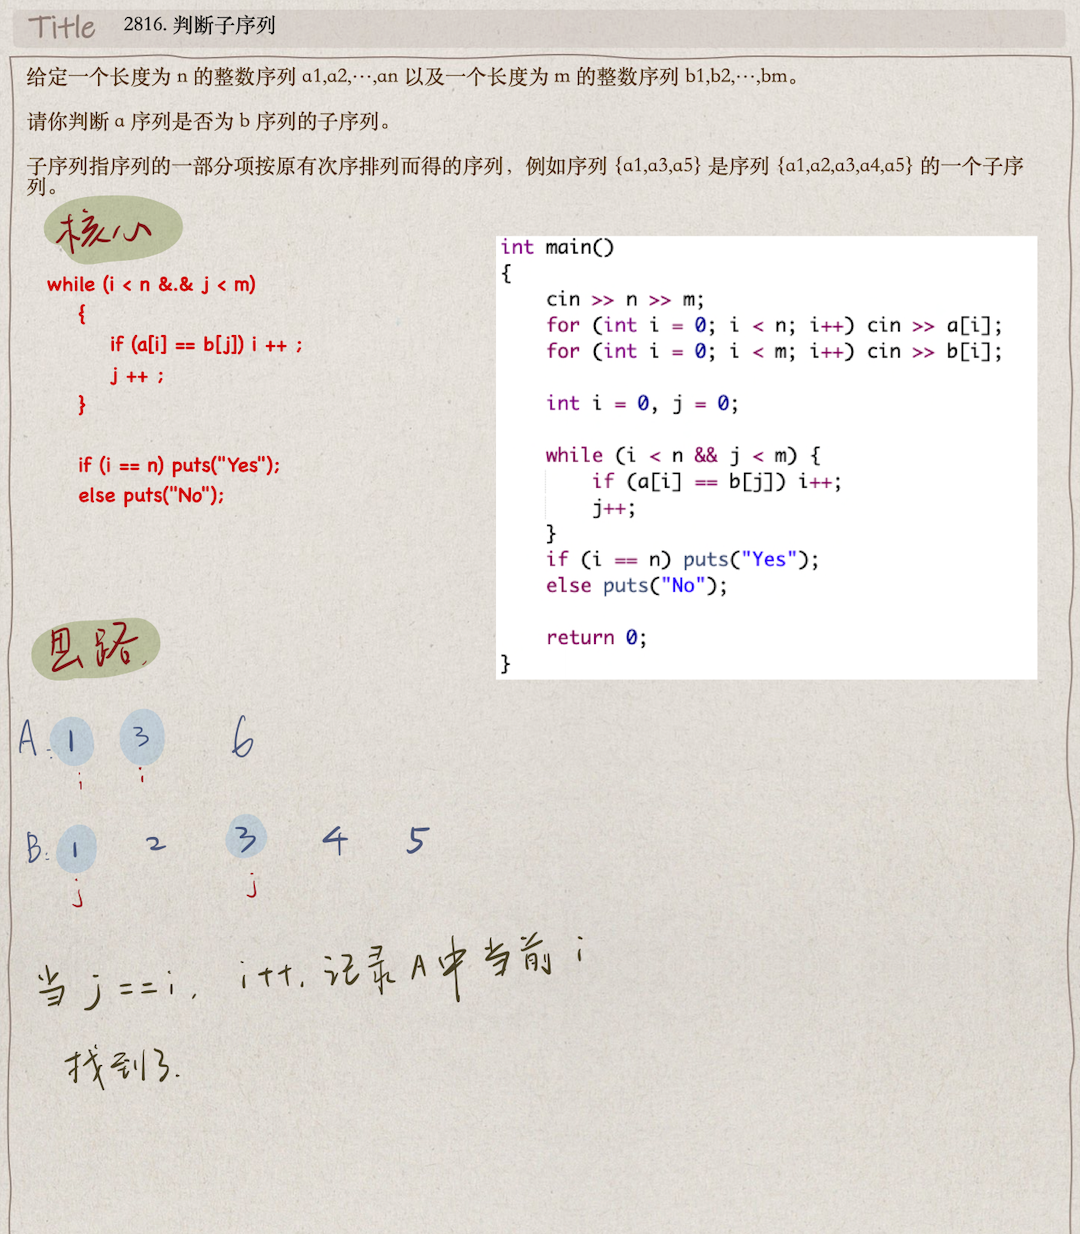 Title 2816. 判断子序列
给定一个长度为 n 的整数序列 a1,a2,⋯,an 以及一个长度为 m 的整数序列 b1,b2,⋯,bm。
请你判断 a 序列是否为 b 序列的子序列。
子序列指序列的一部分项按原有次序排列而得的序列，例如序列 {a1,a3,a5} 是序列 {a1,a2,a3,a4,a5} 的一个子序
列。
核心
while (i < n &.& j < m)
{
if (a[i] == b[j]) i ++ ;
j ++ ;
}
if (i == n) puts("Yes");
else puts("No");
int main()
{
cin >> n >> m;
for (int i = 0; i < n; i++) cin >> a[i];
for (int i = 0; i < m; i++) cin >> b[i];
int i = 0, j = 0;
while (i < n && j < m) {
if (a[i] == b[j]) i++;
j++;
}
if (i == n) puts("Yes");
else puts("No");
return 0;
}
思路.
A: 1 3 6
i i
B: 1 2 3 4 5
j j
当 j == i, i++, 记录A中当前 i
找到了.